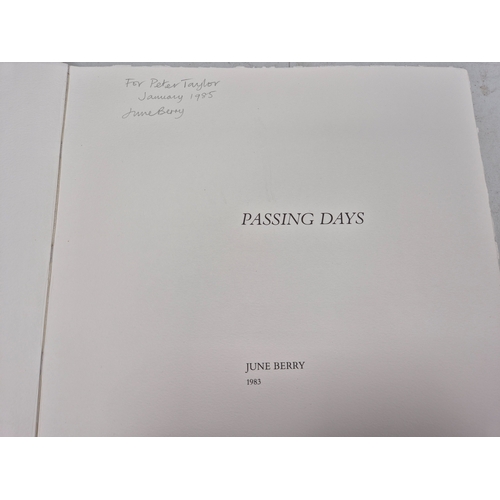 For Peter Taylor
January 1985
June Berry
PASSING DAYS
JUNE BERRY
1983